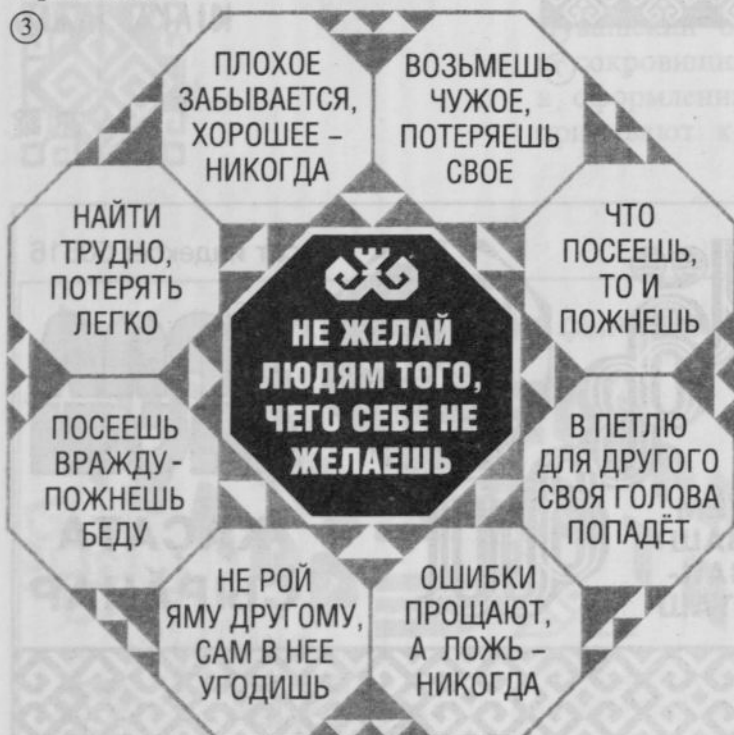 ③
ПЛОХОЕ
ЗАБЫВАЕТСЯ,
ХОРОШЕЕ –
НИКОГДА
ВОЗЬМЕШЬ
ЧУЖОЕ,
ПОТЕРЯЕШЬ
СВОЕ
НАЙТИ
ТРУДНО,
ПОТЕРЯТЬ
ЛЕГКО
ЧТО
ПОСЕЕШЬ,
ТО И
ПОЖНЕШЬ
НЕ ЖЕЛАЙ
ЛЮДЯМ ТОГО,
ЧЕГО СЕБЕ НЕ
ЖЕЛАЕШЬ
ПОСЕЕШЬ
ВРАЖДУ -
ПОЖНЕШЬ
БЕДУ
В ПЕТЛЮ
ДЛЯ ДРУГОГО
СВОЯ ГОЛОВА
ПОПАДЁТ
НЕ РОЙ
ЯМУ ДРУГОМУ,
САМ В НЕЕ
УГОДИШЬ
ОШИБКИ
ПРОЩАЮТ,
А ЛОЖЬ –
НИКОГДА